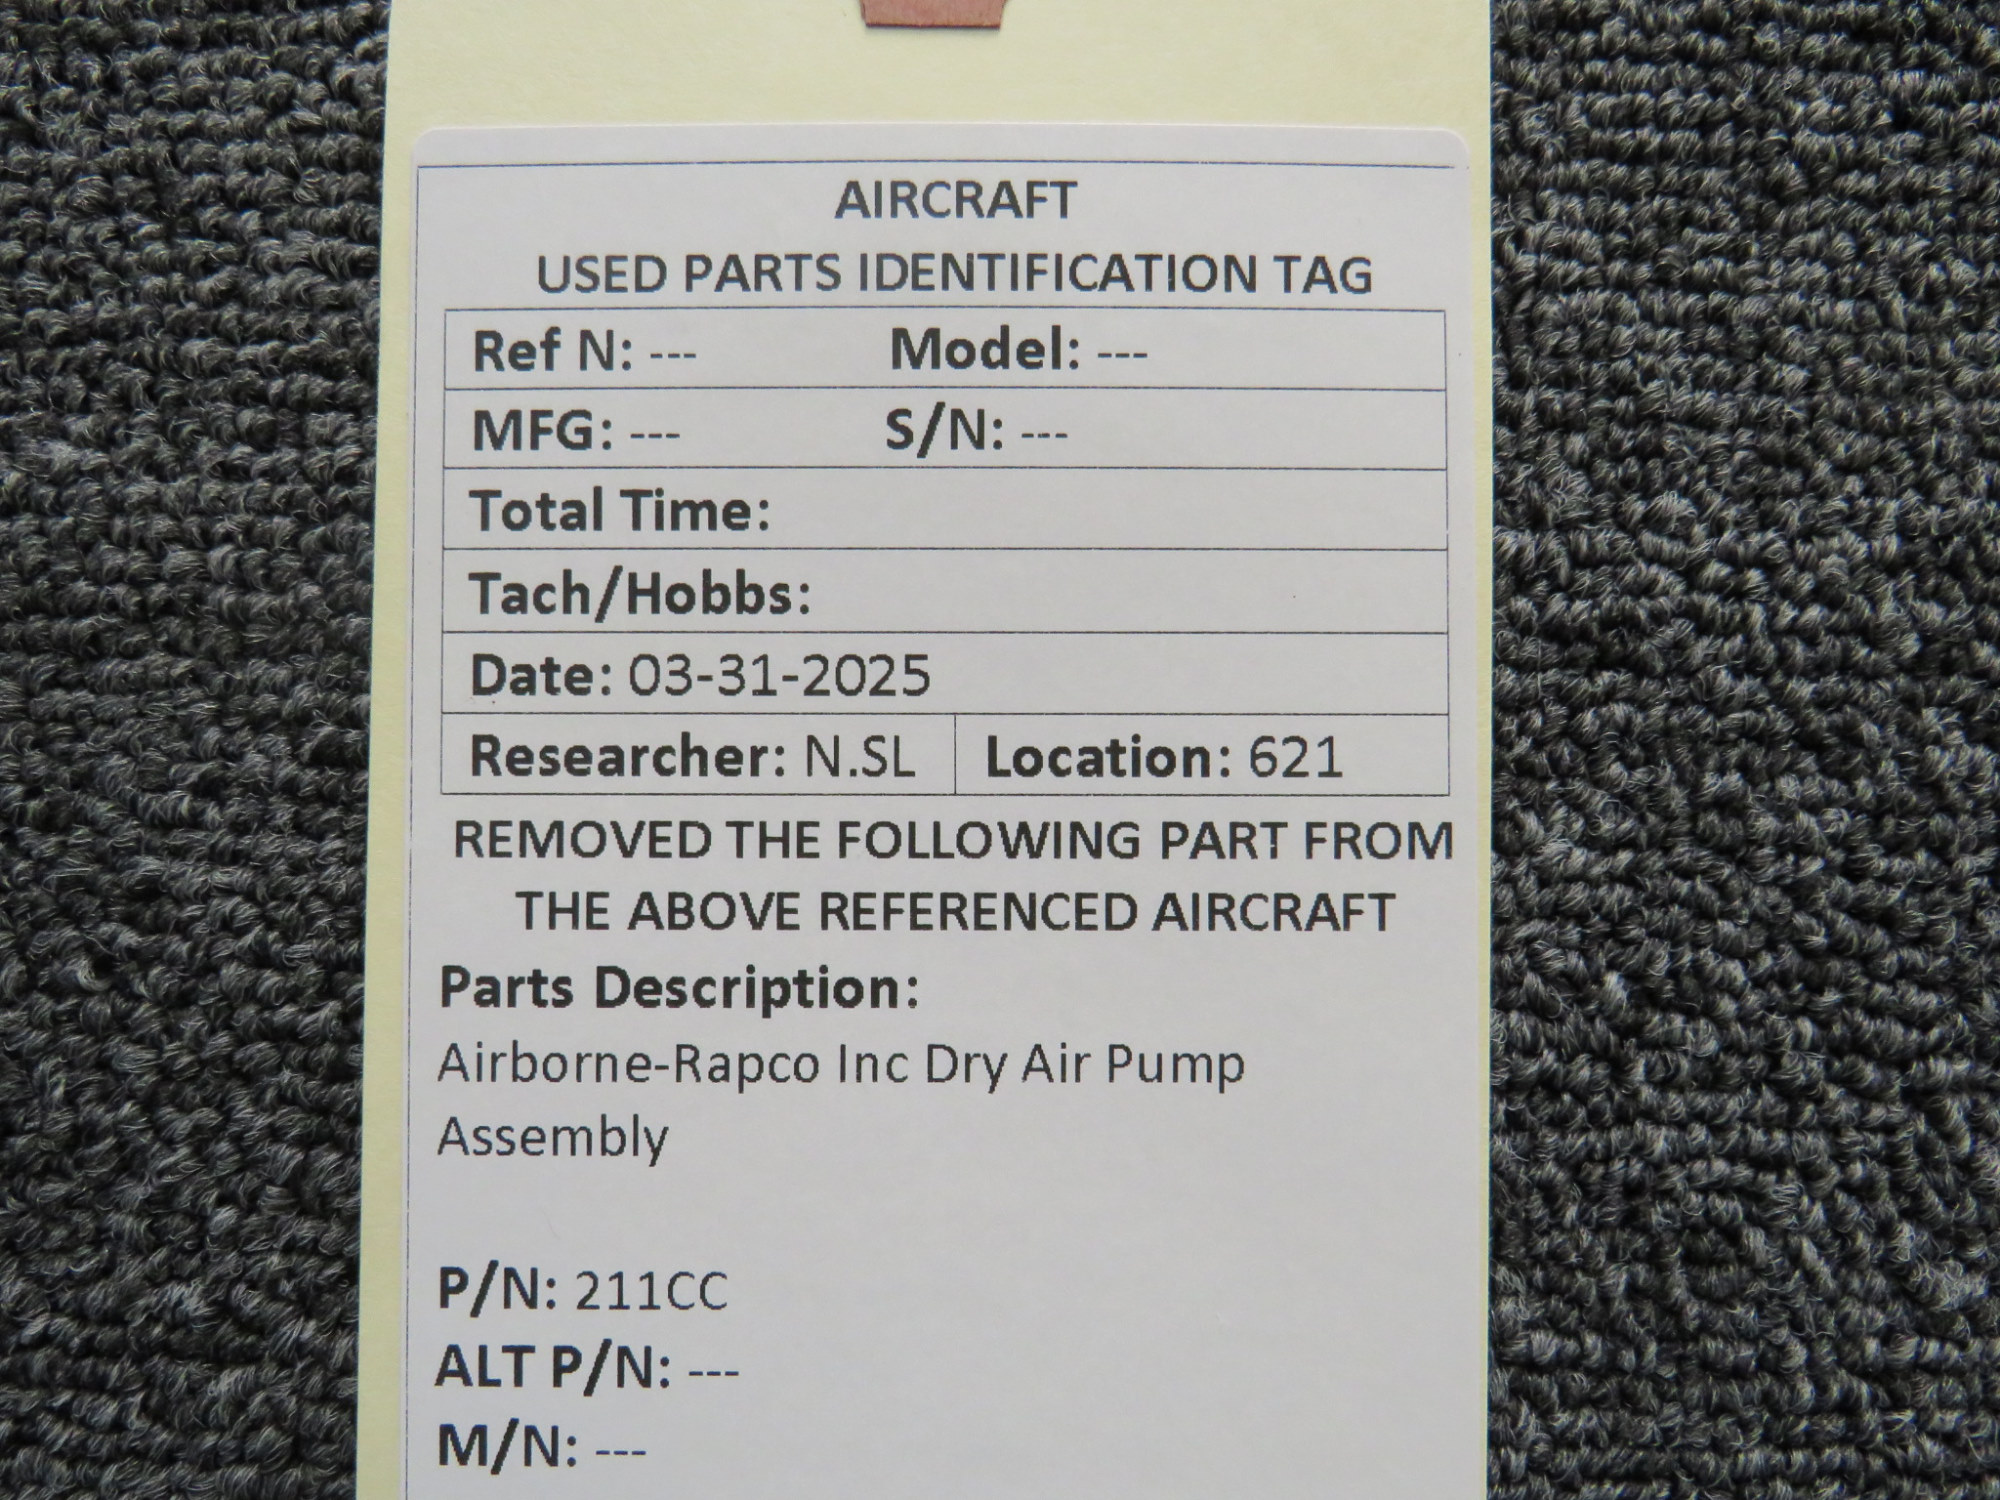 AIRCRAFT
USED PARTS IDENTIFICATION TAG
Ref N: --- Model: ---
MFG: --- S/N: ---
Total Time:
Tach/Hobbs:
Date: 03-31-2025
Researcher: N.SL Location: 621
REMOVED THE FOLLOWING PART FROM
THE ABOVE REFERENCED AIRCRAFT
Parts Description:
Airborne-Rapco Inc Dry Air Pump
Assembly
P/N: 211CC
ALT P/N: ---
M/N: ---